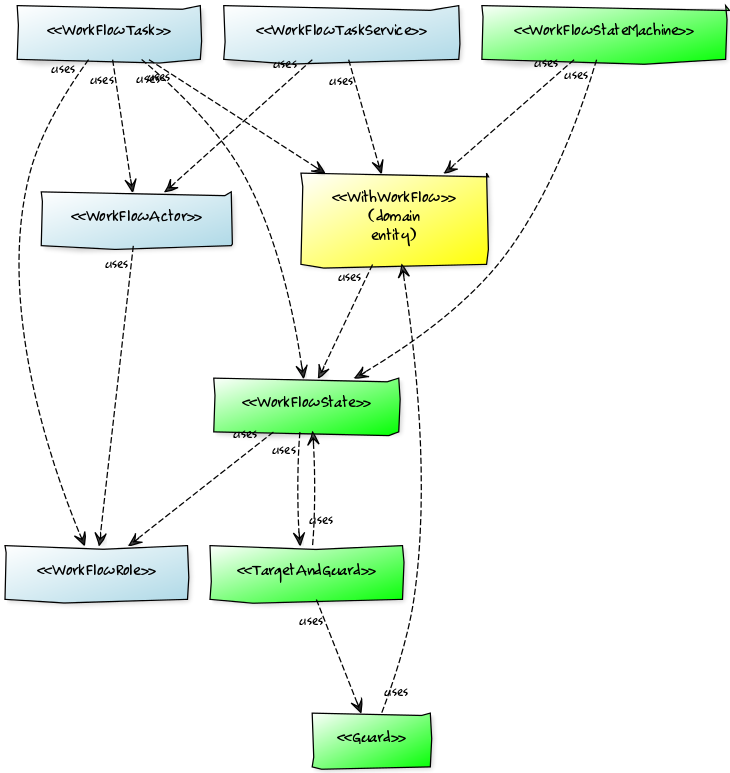 <<WorkFlowTask>>
<<WorkFlowTaskService>>
<<WorkFlowStateMachine>>
uses
uses
uses
uses
uses
uses
uses
uses
<<WorkFlowActor>>
<<WithWorkFlow>>
(domain
entity)
uses
uses
<<WorkFlowState>>
uses
uses
uses
<<WorkFlowRole>>
<<TargetAndGuard>>
uses
uses
<<Guard>>